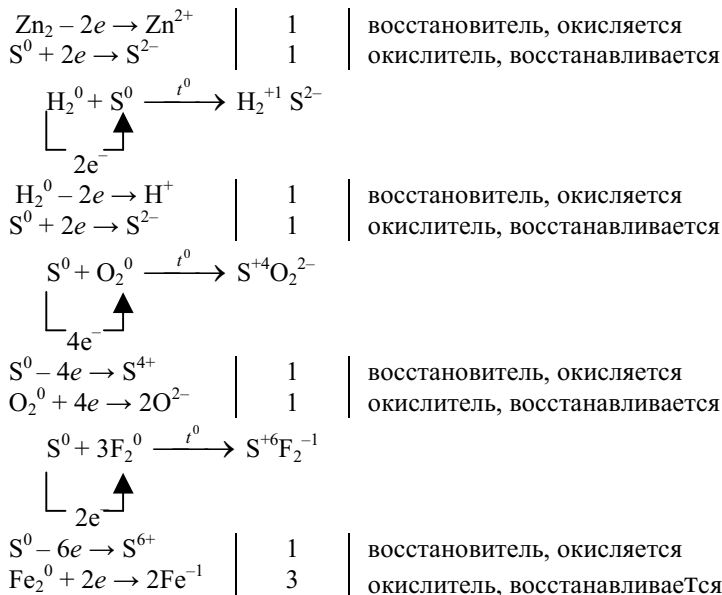 Zn₂ – 2e → Zn²⁺ | 1 | восстановитель, окисляется
S⁰ + 2e → S²⁻ | 1 | окислитель, восстанавливается
H₂⁰ + S⁰ —t⁰→ H₂⁺¹ S²⁻
2e⁻
H₂⁰ – 2e → H⁺ | 1 | восстановитель, окисляется
S⁰ + 2e → S²⁻ | 1 | окислитель, восстанавливается
S⁰ + O₂⁰ —t⁰→ S⁺⁴O₂²⁻
4e⁻
S⁰ – 4e → S⁴⁺ | 1 | восстановитель, окисляется
O₂⁰ + 4e → 2O²⁻ | 1 | окислитель, восстанавливается
S⁰ + 3F₂⁰ —t⁰→ S⁺⁶F₂⁻¹
2e⁻
S⁰ – 6e → S⁶⁺ | 1 | восстановитель, окисляется
Fe₂⁰ + 2e → 2Fe⁻¹ | 3 | окислитель, восстанавливается